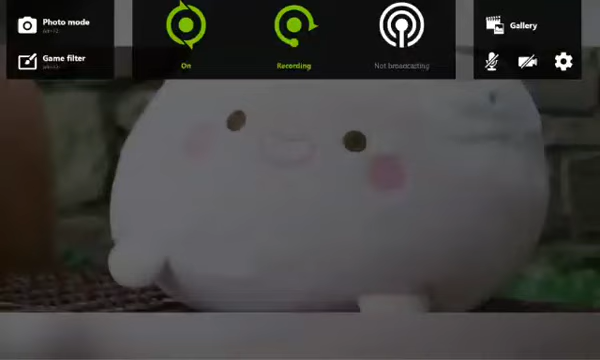 Photo mode
Game filter
On
Recording
Not broadcasting
Gallery